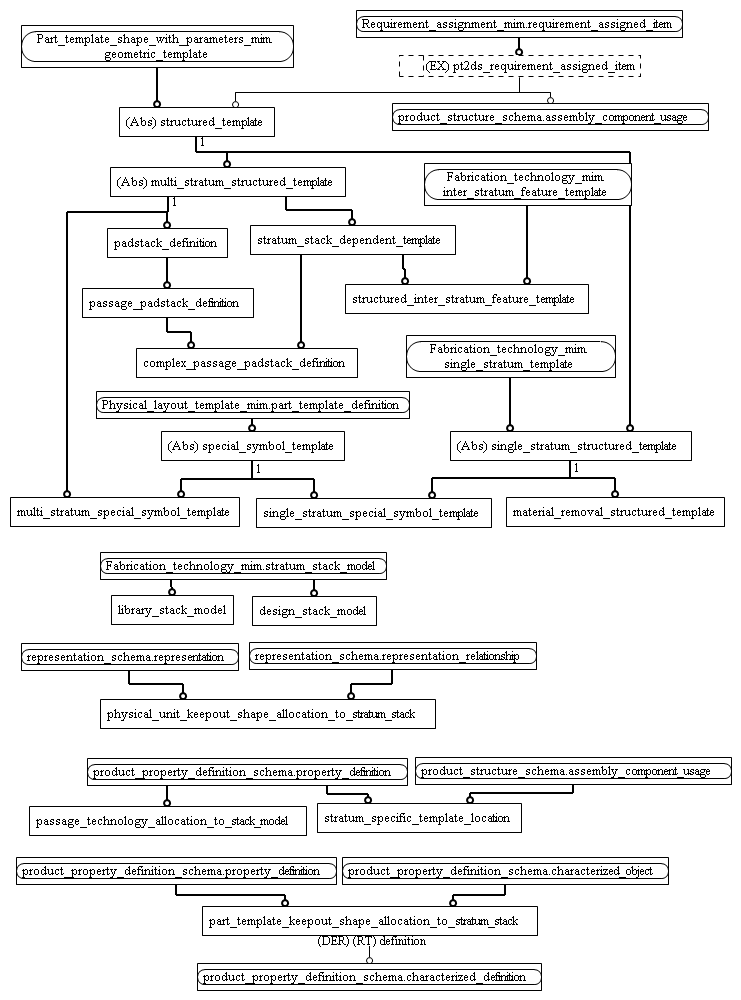 Part_template_shape_with_parameters_mim.
geometric_template
Requirement_assignment_mim.requirement_assigned_item
(EX) pt2ds_requirement_assigned_item
(Abs) structured_template
product_structure_schema.assembly_component_usage
1
(Abs) multi_stratum_structured_template
Fabrication_technology_mim.
inter_stratum_feature_template
1
padstack_definition
stratum_stack_dependent_template
passage_padstack_definition
structured_inter_stratum_feature_template
complex_passage_padstack_definition
Fabrication_technology_mim.
single_stratum_template
Physical_layout_template_mim.part_template_definition
(Abs) special_symbol_template
(Abs) single_stratum_structured_template
1
1
multi_stratum_special_symbol_template
single_stratum_special_symbol_template
material_removal_structured_template
Fabrication_technology_mim.stratum_stack_model
library_stack_model
design_stack_model
representation_schema.representation
representation_schema.representation_relationship
physical_unit_keepout_shape_allocation_to_stratum_stack
product_property_definition_schema.property_definition
product_structure_schema.assembly_component_usage
passage_technology_allocation_to_stack_model
stratum_specific_template_location
product_property_definition_schema.property_definition
product_property_definition_schema.characterized_object
part_template_keepout_shape_allocation_to_stratum_stack
(DER) (RT) definition
product_property_definition_schema.characterized_definition